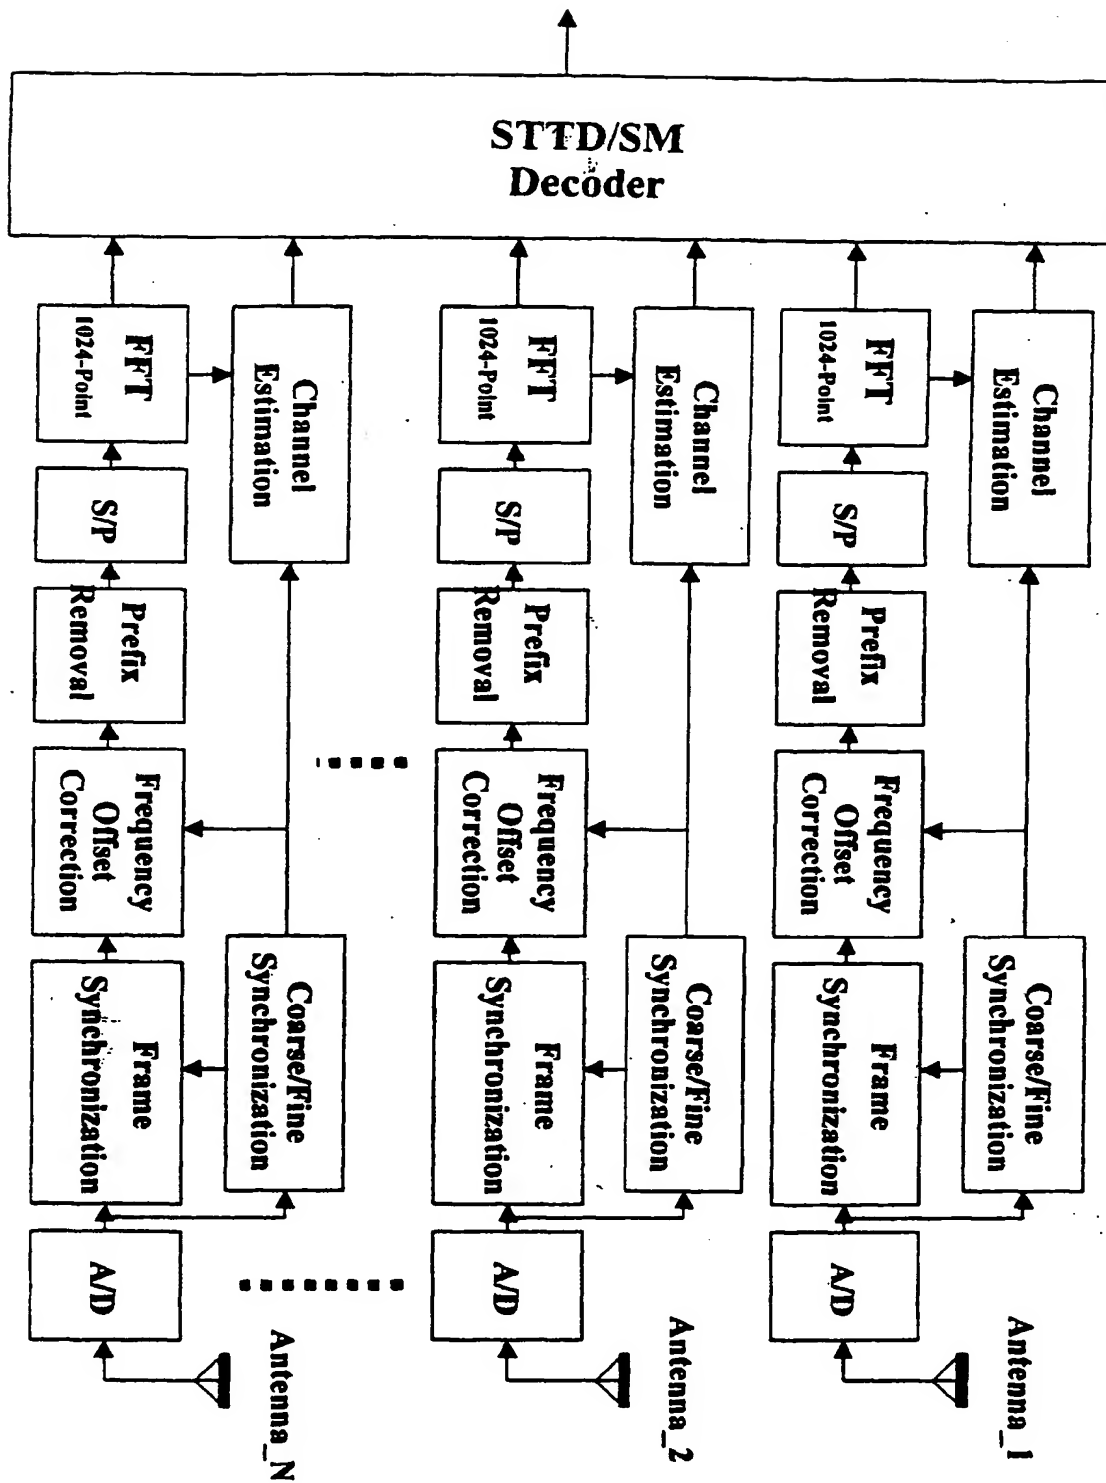 STTD/SM
Decoder
Antenna_1
A/D
Coarse/Fine
Synchronization
Frame
Synchronization
Frequency
Offset
Correction
Prefix
Removal
S/P
FFT
1024-Point
Channel
Estimation
Antenna_2
A/D
Coarse/Fine
Synchronization
Frame
Synchronization
Frequency
Offset
Correction
Prefix
Removal
S/P
FFT
1024-Point
Channel
Estimation
Antenna_N
A/D
Coarse/Fine
Synchronization
Frame
Synchronization
Frequency
Offset
Correction
Prefix
Removal
S/P
FFT
1024-Point
Channel
Estimation